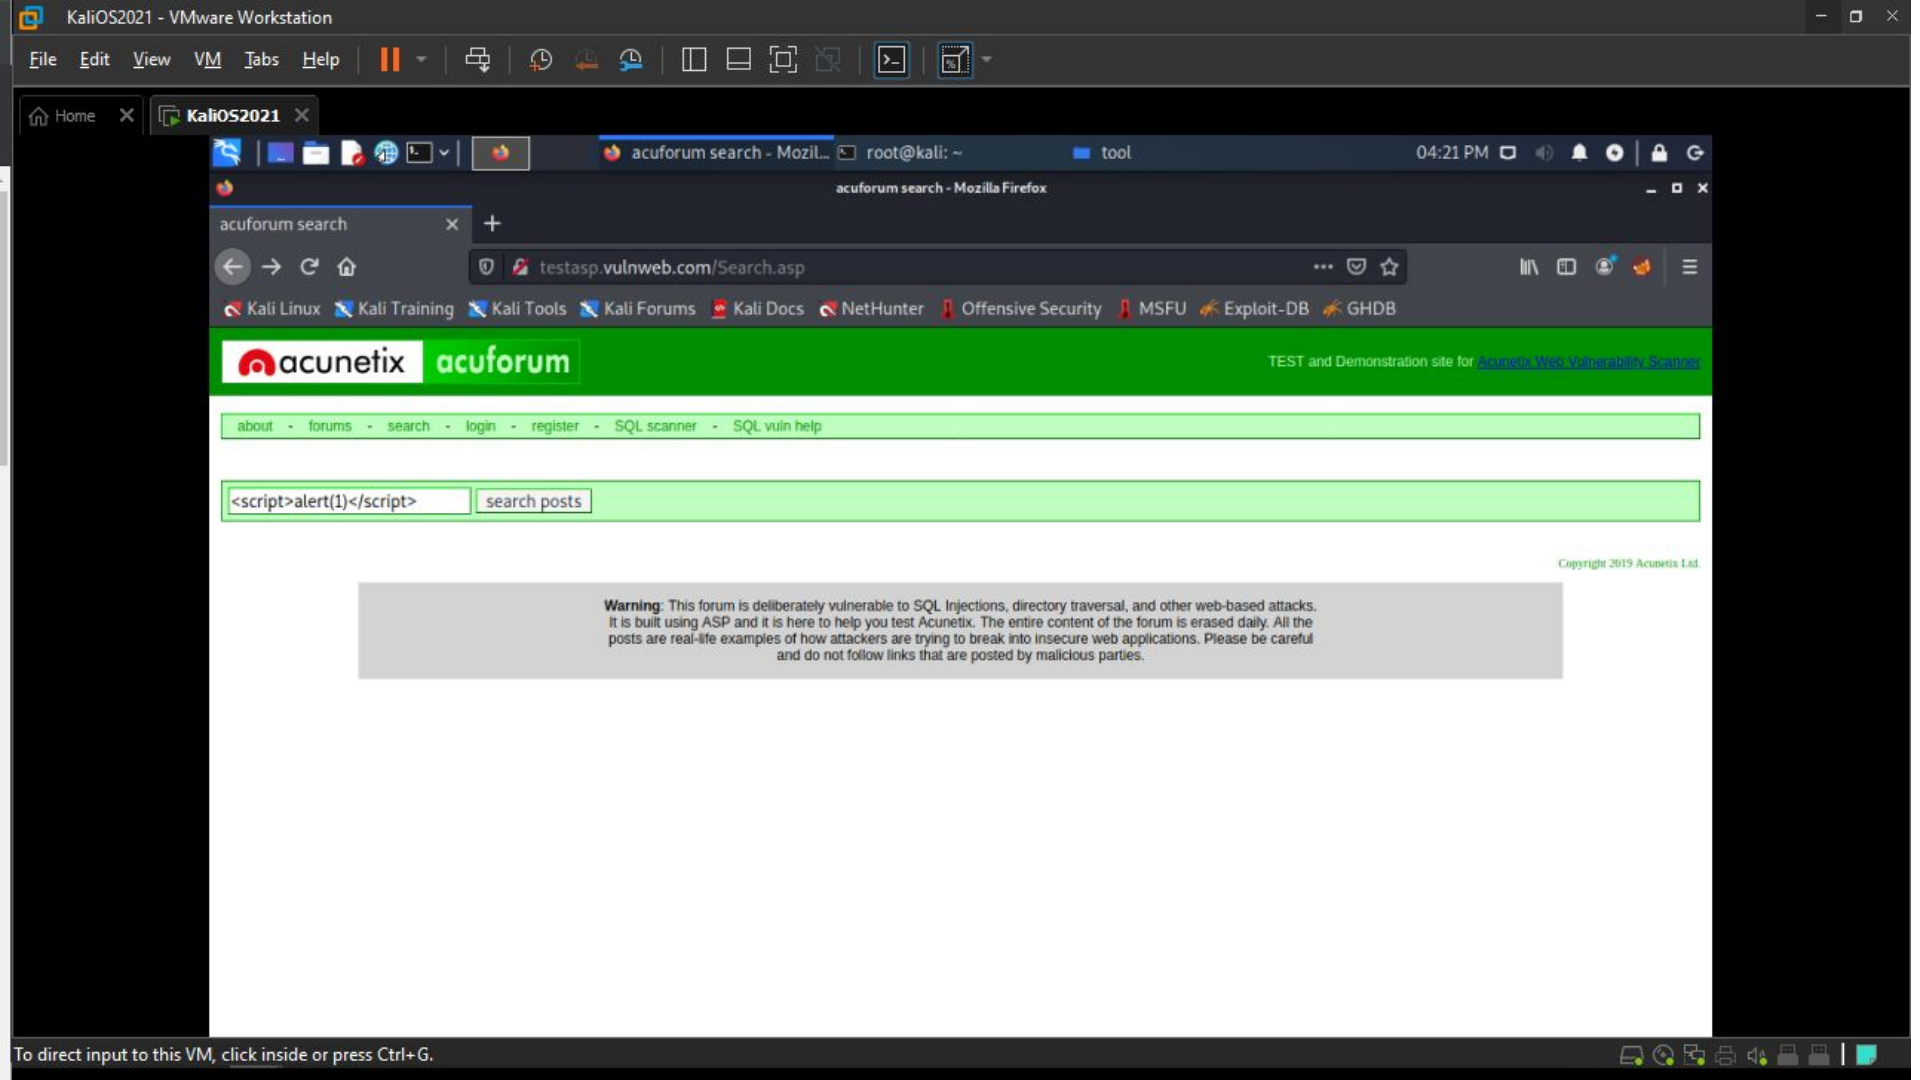 KaliOS2021 - VMware Workstation
File Edit View VM Tabs Help
Home KaliOS2021
acuforum search - Mozil... root@kali: ~ tool 04:21 PM
acuforum search - Mozilla Firefox
acuforum search
testasp.vulnweb.com/Search.asp
Kali Linux Kali Training Kali Tools Kali Forums Kali Docs NetHunter Offensive Security MSFU Exploit-DB GHDB
acunetix acuforum TEST and Demonstration site for Acunetix Web Vulnerability Scanner
about - forums - search - login - register - SQL scanner - SQL vuln help
<script>alert(1)</script> search posts
Copyright 2019 Acunetix Ltd.
Warning: This forum is deliberately vulnerable to SQL Injections, directory traversal, and other web-based attacks.
It is built using ASP and it is here to help you test Acunetix. The entire content of the forum is erased daily. All the
posts are real-life examples of how attackers are trying to break into insecure web applications. Please be careful
and do not follow links that are posted by malicious parties.
To direct input to this VM, click inside or press Ctrl+G.